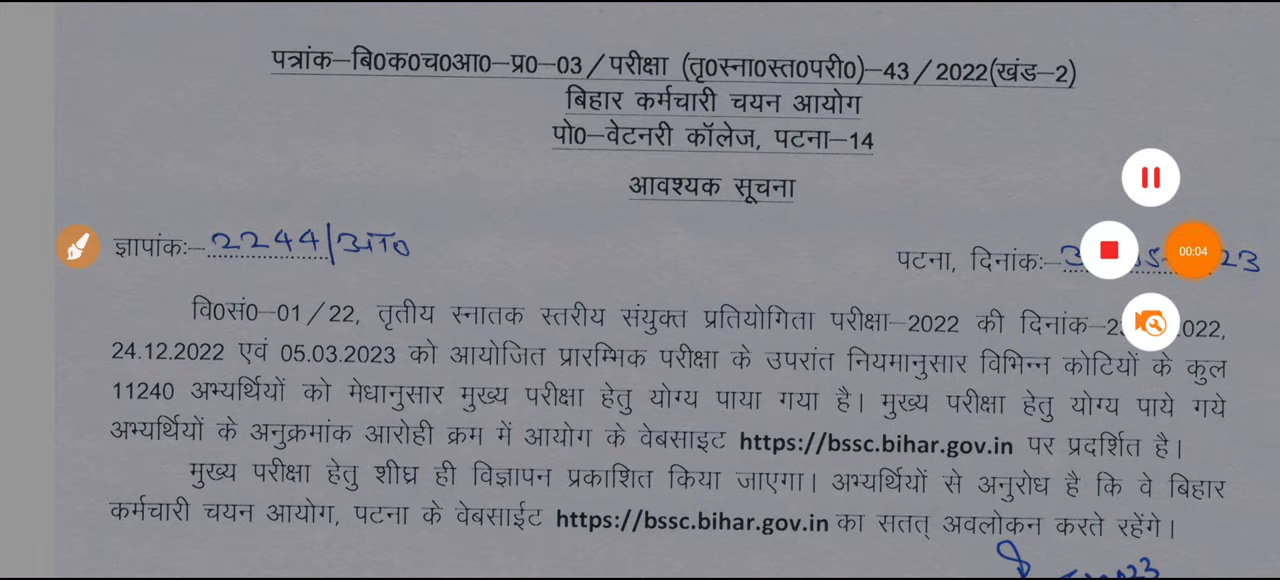 पत्रांक–बि0क0च0आ0–प्र0–03/परीक्षा (तृ0स्ना0स्त0परी0)–43/2022(खंड–2)
बिहार कर्मचारी चयन आयोग
पो0–वेटनरी कॉलेज, पटना–14
आवश्यक सूचना
ज्ञापांकः– 2244/आ0
पटना, दिनांकः– 23
00:04
वि0सं0–01/22, तृतीय स्नातक स्तरीय संयुक्त प्रतियोगिता परीक्षा–2022 की दिनांक– 2022,
24.12.2022 एवं 05.03.2023 को आयोजित प्रारम्भिक परीक्षा के उपरांत नियमानुसार विभिन्न कोटियों के कुल
11240 अभ्यर्थियों को मेधानुसार मुख्य परीक्षा हेतु योग्य पाया गया है। मुख्य परीक्षा हेतु योग्य पाये गये
अभ्यर्थियों के अनुक्रमांक आरोही क्रम में आयोग के वेबसाइट https://bssc.bihar.gov.in पर प्रदर्शित है।
मुख्य परीक्षा हेतु शीध्र ही विज्ञापन प्रकाशित किया जाएगा। अभ्यर्थियों से अनुरोध है कि वे बिहार
कर्मचारी चयन आयोग, पटना के वेबसाईट https://bssc.bihar.gov.in का सतत् अवलोकन करते रहेंगे।